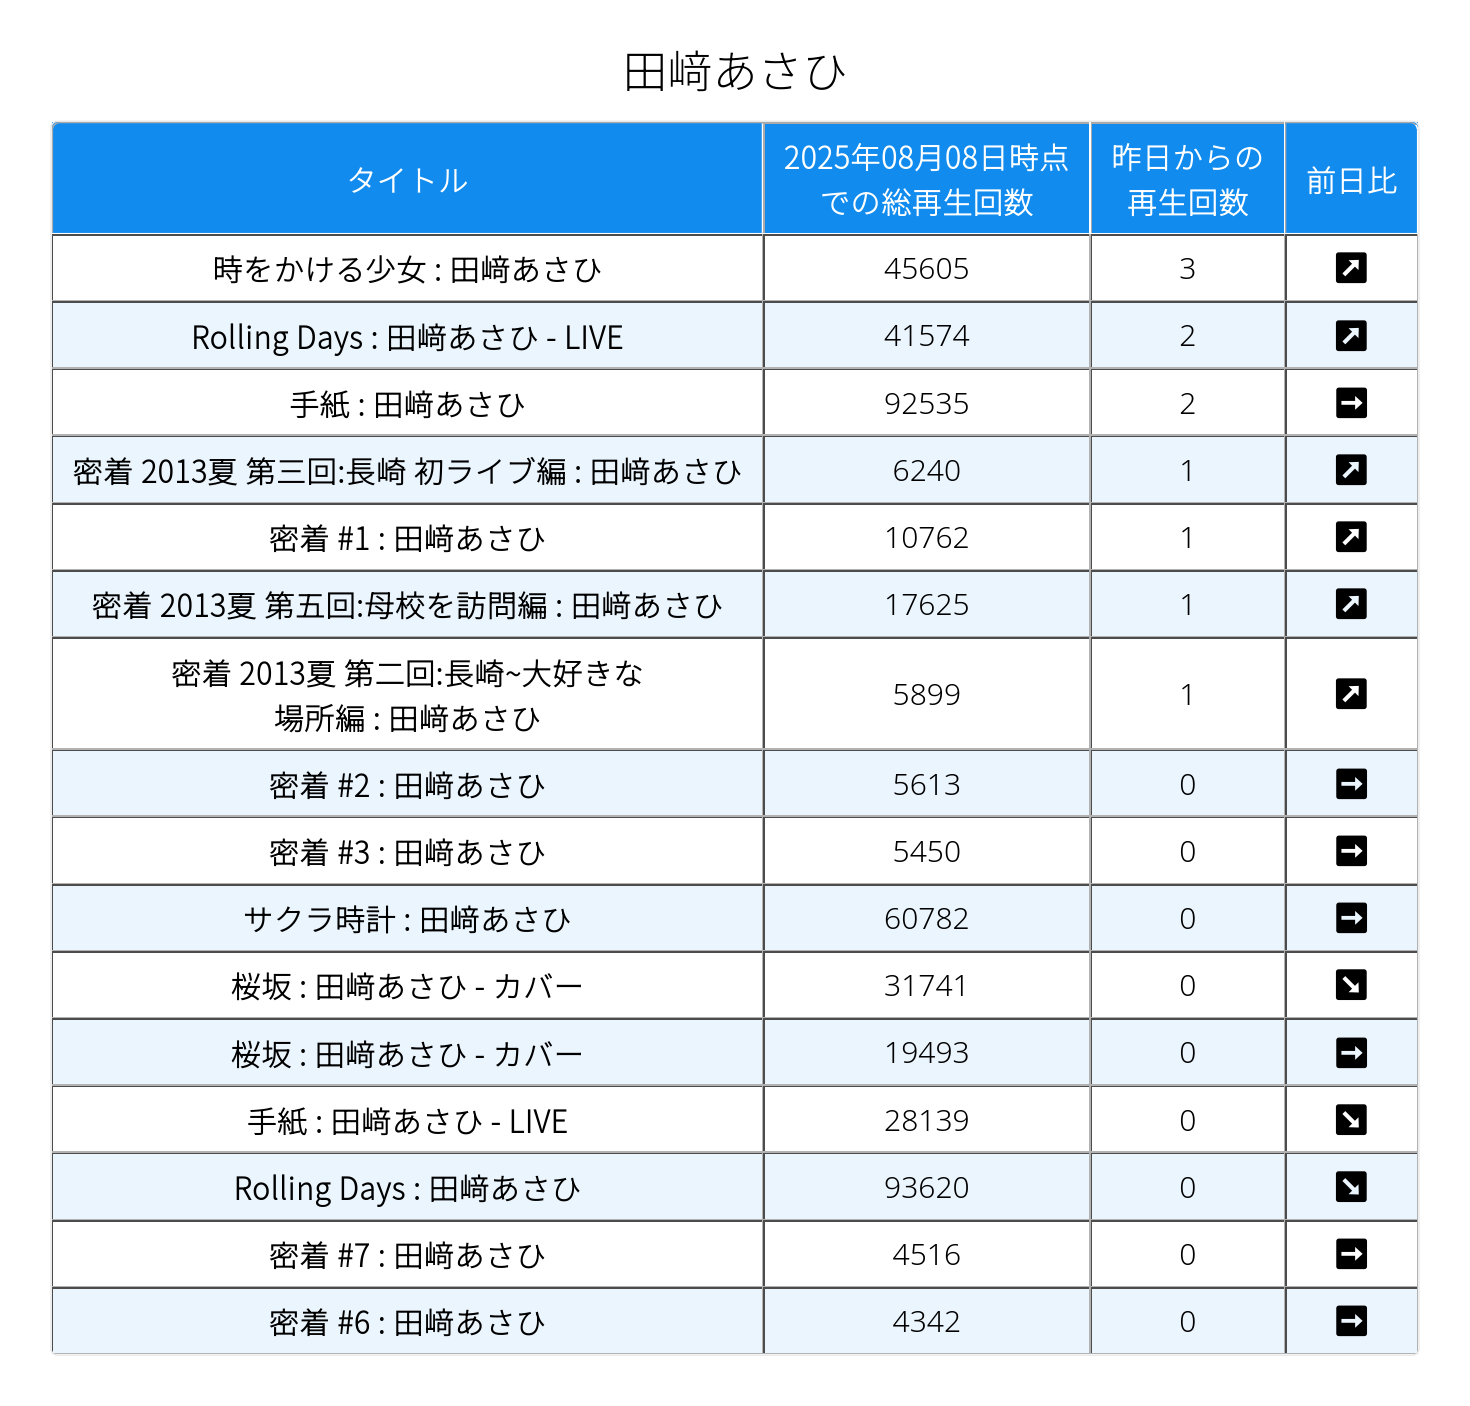 田﨑あさひ
タイトル
2025年08月08日時点
での総再生回数
昨日からの
再生回数
前日比
時をかける少女 : 田﨑あさひ 45605 3
Rolling Days : 田﨑あさひ - LIVE 41574 2
手紙 : 田﨑あさひ 92535 2
密着 2013夏 第三回:長崎 初ライブ編 : 田﨑あさひ 6240 1
密着 #1 : 田﨑あさひ 10762 1
密着 2013夏 第五回:母校を訪問編 : 田﨑あさひ 17625 1
密着 2013夏 第二回:長崎~大好きな
場所編 : 田﨑あさひ
5899 1
密着 #2 : 田﨑あさひ 5613 0
密着 #3 : 田﨑あさひ 5450 0
サクラ時計 : 田﨑あさひ 60782 0
桜坂 : 田﨑あさひ - カバー 31741 0
桜坂 : 田﨑あさひ - カバー 19493 0
手紙 : 田﨑あさひ - LIVE 28139 0
Rolling Days : 田﨑あさひ 93620 0
密着 #7 : 田﨑あさひ 4516 0
密着 #6 : 田﨑あさひ 4342 0